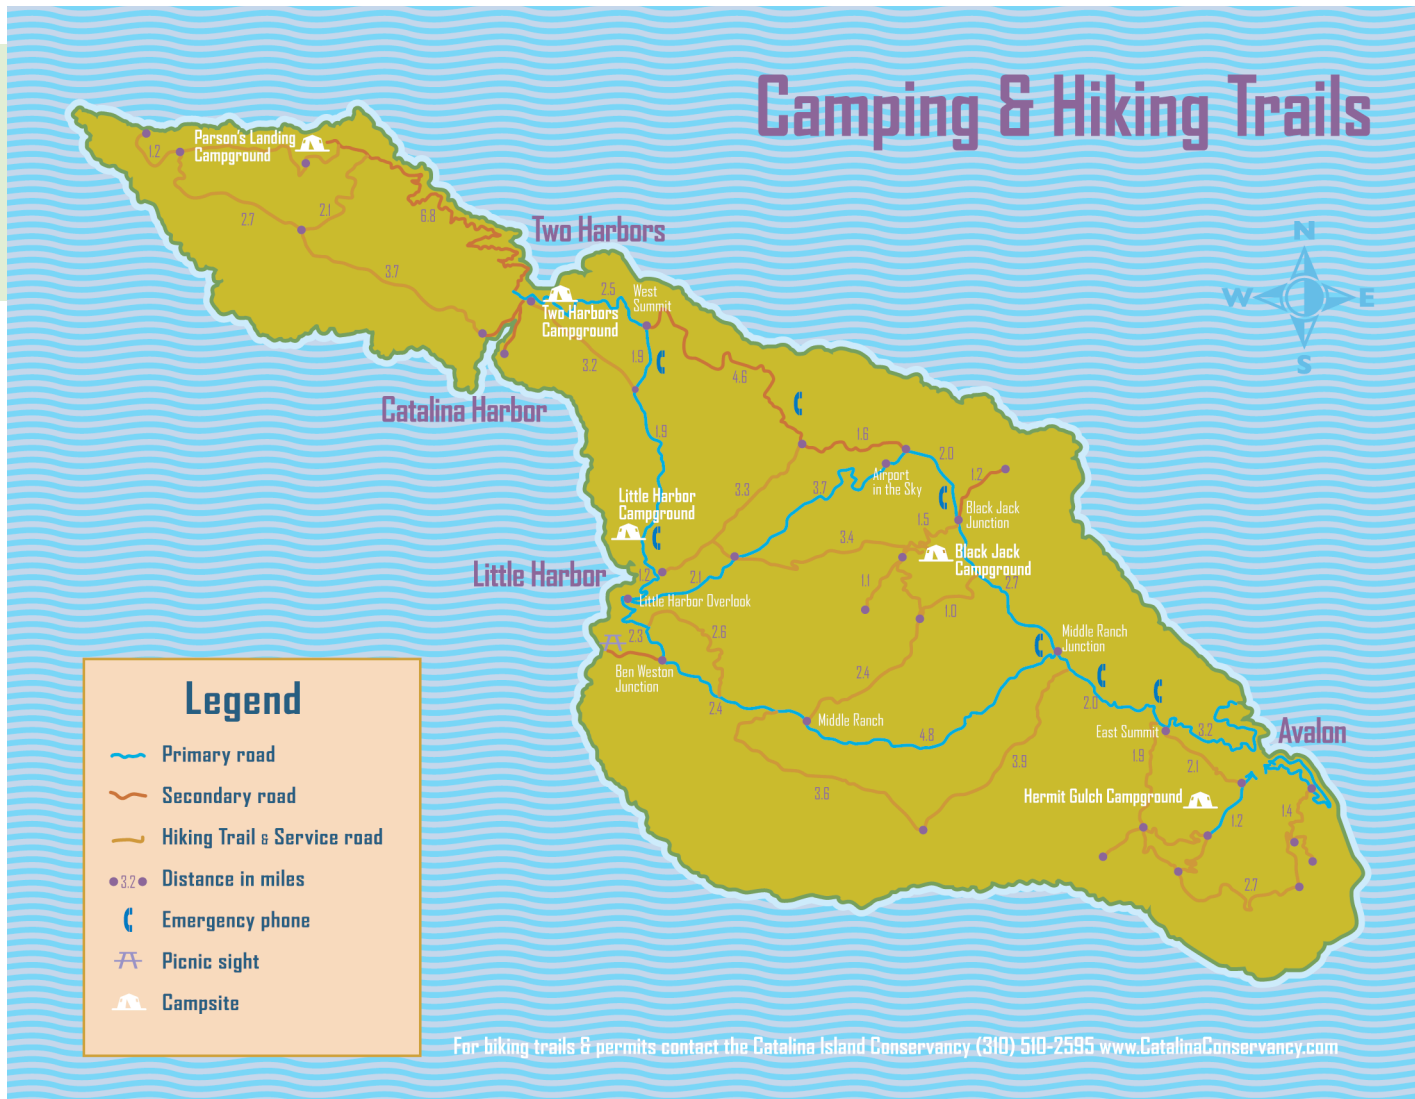 Camping & Hiking Trails
N
W
E
S
Parson's Landing
Campground
1.2
2.7
2.1
6.8
3.7
Two Harbors
2.5
West
Summit
Two Harbors
Campground
3.2
1.9
4.6
Catalina Harbor
1.9
1.6
2.0
Airport
in the Sky
1.2
3.3
3.7
Little Harbor
Campground
1.5
Black Jack
Junction
3.4
Black Jack
Campground
Little Harbor
1.2
2.1
1.1
2.7
Little Harbor Overlook
1.0
2.3
2.6
Middle Ranch
Junction
Ben Weston
Junction
2.4
2.4
Middle Ranch
4.8
2.0
East Summit
3.2
Avalon
3.9
1.9
2.1
3.6
Hermit Gulch Campground
1.2
1.4
2.7
Legend
Primary road
Secondary road
Hiking Trail & Service road
3.2 Distance in miles
Emergency phone
Picnic sight
Campsite
For biking trails & permits contact the Catalina Island Conservancy (310) 510-2595 www.CatalinaConservancy.com